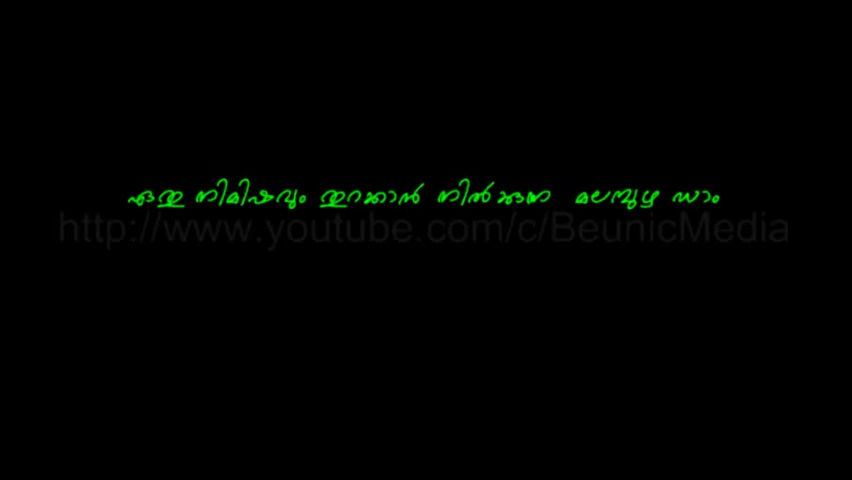 ഏതു നിമിഷവും തുറക്കാൻ നിൽക്കുന്ന മലമ്പുഴ ഡാം
http://www.youtube.com/c/BeunicMedia